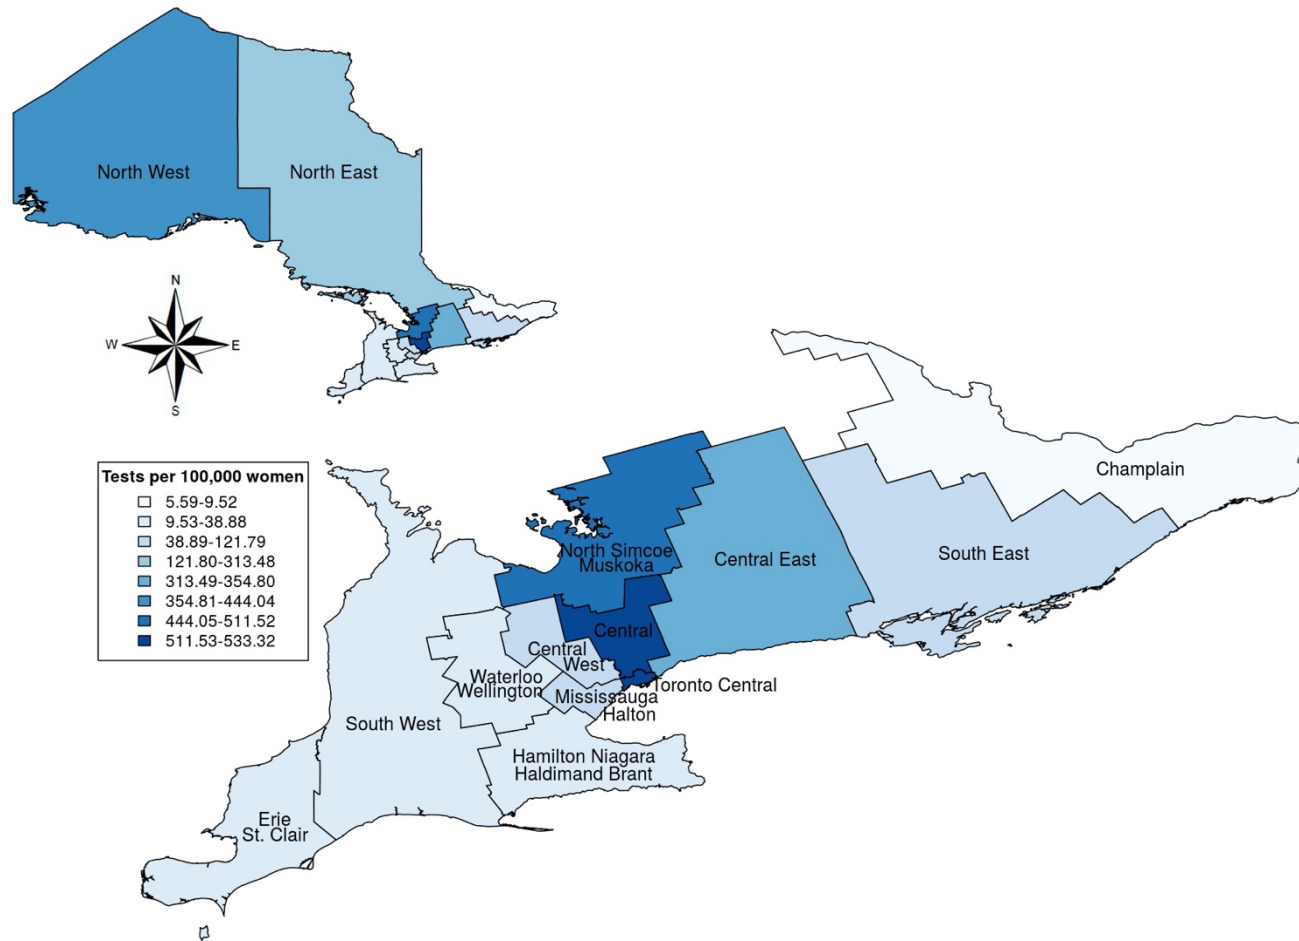 North West
North East
N
W
E
S
Tests per 100,000 women
5.59-9.52
9.53-38.88
38.89-121.79
121.80-313.48
313.49-354.80
354.81-444.04
444.05-511.52
511.53-533.32
Champlain
North Simcoe
Muskoka
Central East
South East
Central
Central
West
Waterloo
Wellington
Toronto Central
Mississauga
Halton
South West
Hamilton Niagara
Haldimand Brant
Erie
St. Clair